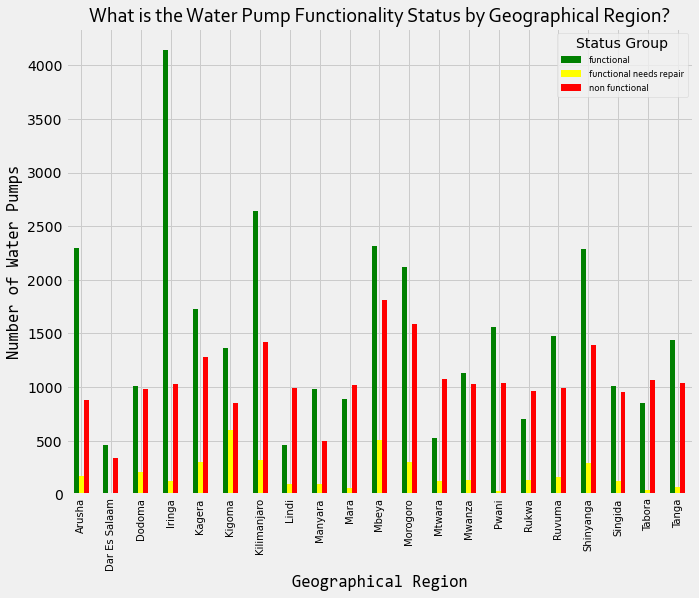 What is the Water Pump Functionality Status by Geographical Region?
Status Group
functional
functional needs repair
non functional
Number of Water Pumps
4000
3500
3000
2500
2000
1500
1000
500
0
Arusha
Dar Es Salaam
Dodoma
Iringa
Kagera
Kigoma
Kilimanjaro
Lindi
Manyara
Mara
Mbeya
Morogoro
Mtwara
Mwanza
Pwani
Rukwa
Ruvuma
Shinyanga
Singida
Tabora
Tanga
Geographical Region